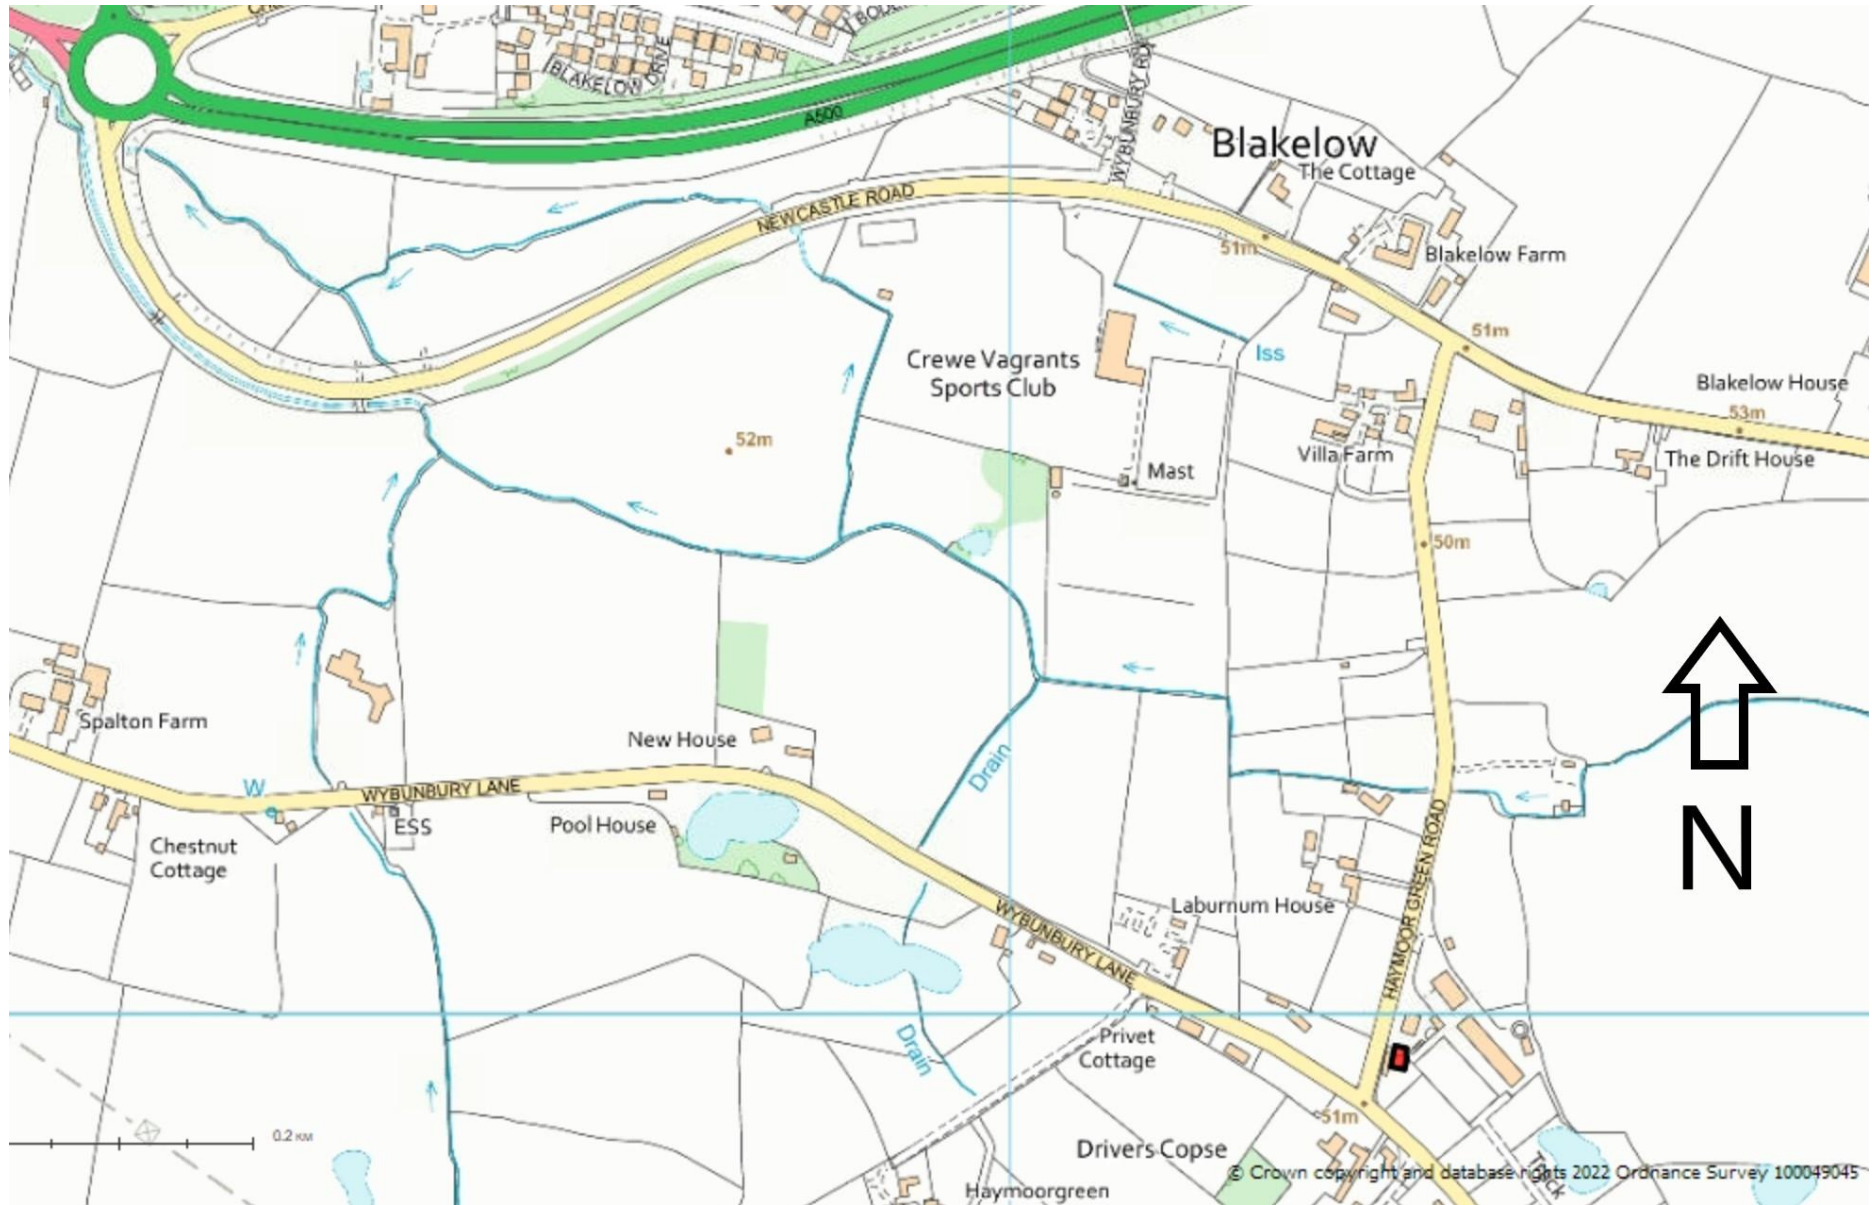 BLAKELOW DRIVE
A500
WYBUNBURY RD
Blakelow
The Cottage
NEWCASTLE ROAD
51m
Blakelow Farm
51m
Iss
Crewe Vagrants
Sports Club
Blakelow House
53m
52m
Villa Farm
The Drift House
Mast
50m
Spalton Farm
New House
Drain
W
WYBUNBURY LANE
ESS
Pool House
N
Chestnut
Cottage
HAYMOOR GREEN ROAD
Laburnum House
WYBUNBURY LANE
Drain
Privet
Cottage
51m
0.2 KM
Drivers Copse
Track
© Crown copyright and database rights 2022 Ordnance Survey 100049045
Haymoorgreen